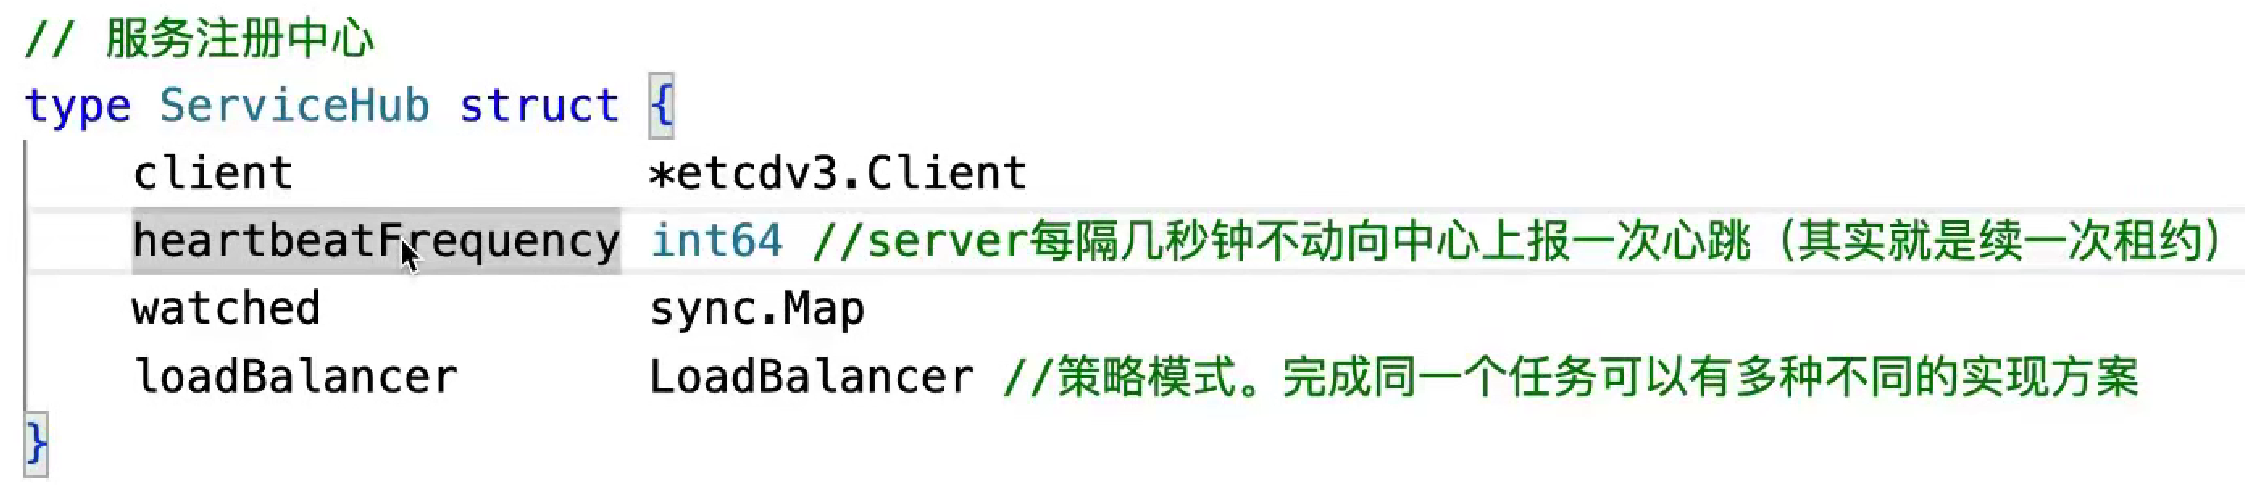 // 服务注册中心
type ServiceHub struct {
    client             *etcdv3.Client
    heartbeatFrequency int64 //server每隔几秒钟不动向中心上报一次心跳（其实就是续一次租约）
    watched            sync.Map
    loadBalancer       LoadBalancer //策略模式。完成同一个任务可以有多种不同的实现方案
}